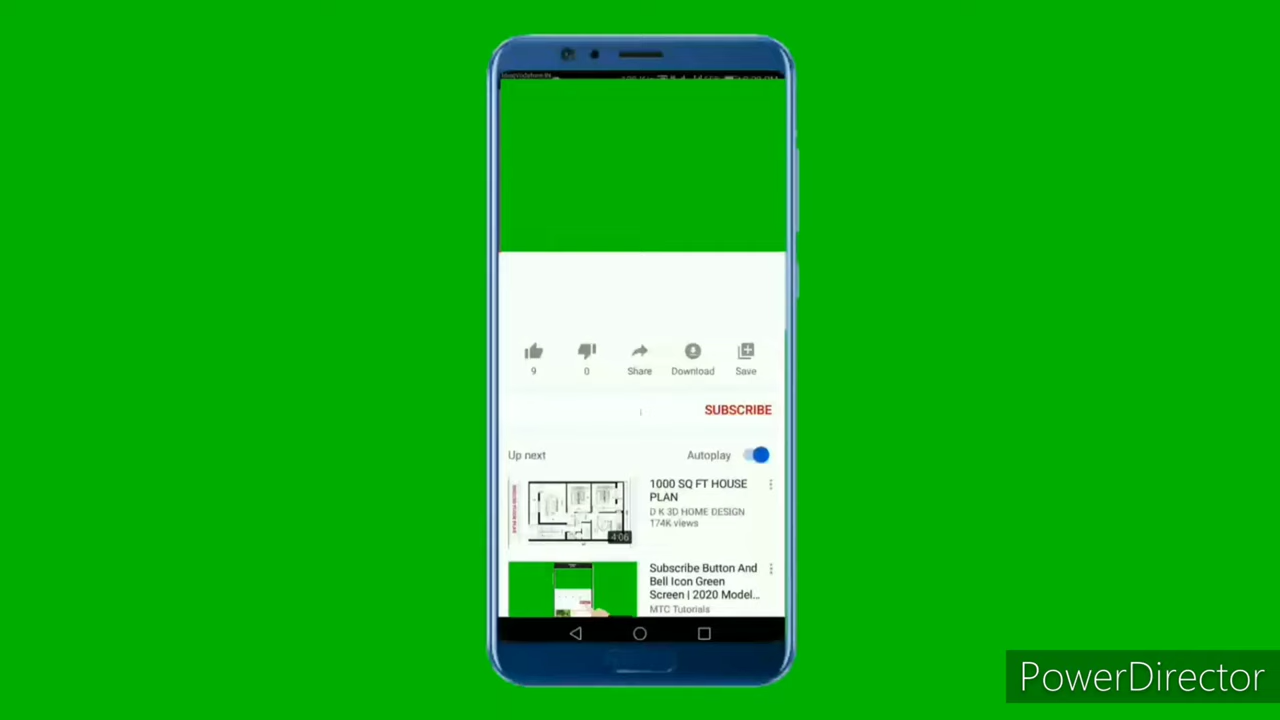 9
0
Share
Download
Save
SUBSCRIBE
Up next
Autoplay
1000 SQ FT HOUSE
PLAN
D K 3D HOME DESIGN
174K views
4:06
Subscribe Button And
Bell Icon Green
Screen | 2020 Model...
MTC Tutorials
PowerDirector